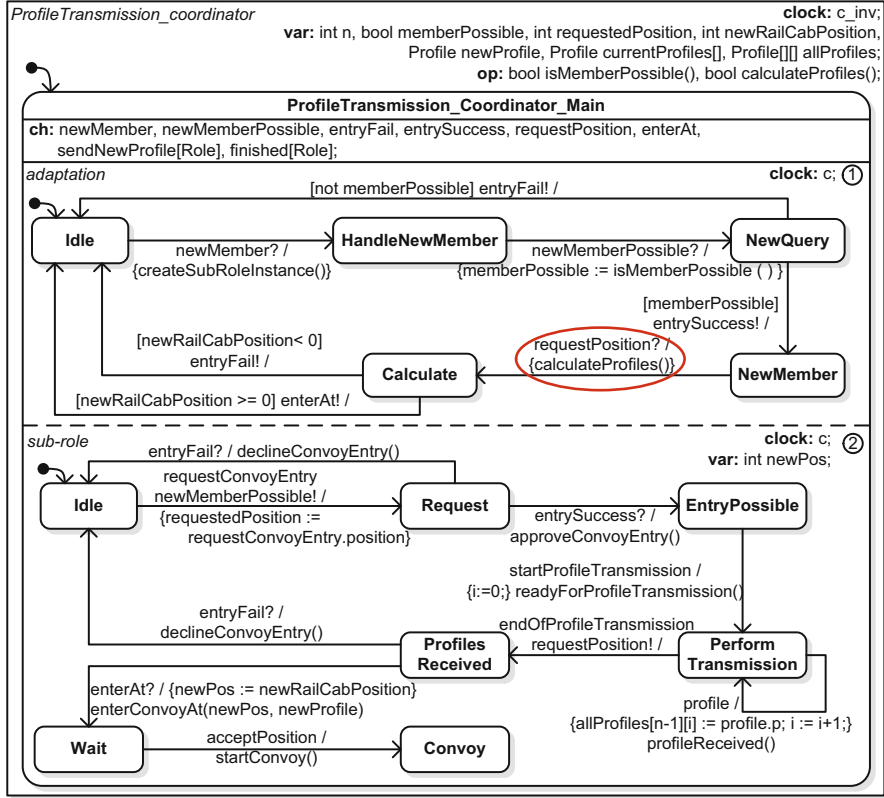 ProfileTransmission_coordinator
clock: c_inv;
var: int n, bool memberPossible, int requestedPosition, int newRailCabPosition,
Profile newProfile, Profile currentProfiles[], Profile[][] allProfiles;
op: bool isMemberPossible(), bool calculateProfiles();
ProfileTransmission_Coordinator_Main
ch: newMember, newMemberPossible, entryFail, entrySuccess, requestPosition, enterAt,
sendNewProfile[Role], finished[Role];
adaptation
clock: c; 1
[not memberPossible] entryFail! /
Idle
HandleNewMember
NewQuery
newMember? /
{createSubRoleInstance()}
newMemberPossible? /
{memberPossible := isMemberPossible ( ) }
[memberPossible]
entrySuccess! /
[newRailCabPosition< 0]
entryFail! /
requestPosition? /
{calculateProfiles()}
Calculate
NewMember
[newRailCabPosition >= 0] enterAt! /
sub-role
clock: c; 2
var: int newPos;
entryFail? / declineConvoyEntry()
Idle
requestConvoyEntry
newMemberPossible! /
{requestedPosition :=
requestConvoyEntry.position}
Request
EntryPossible
entrySuccess? /
approveConvoyEntry()
startProfileTransmission /
{i:=0;} readyForProfileTransmission()
entryFail? /
declineConvoyEntry()
endOfProfileTransmission
requestPosition! /
Profiles
Received
Perform
Transmission
enterAt? / {newPos := newRailCabPosition}
enterConvoyAt(newPos, newProfile)
profile /
{allProfiles[n-1][i] := profile.p; i := i+1;}
profileReceived()
Wait
acceptPosition /
startConvoy()
Convoy